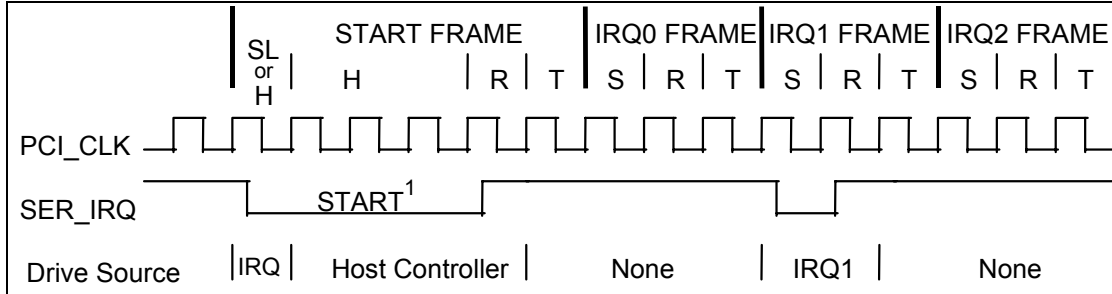 SL or H
START FRAME
IRQ0 FRAME
IRQ1 FRAME
IRQ2 FRAME
H R T S R T S R T S R T
PCI_CLK
SER_IRQ
START1
Drive Source
IRQ
Host Controller
None
IRQ1
None